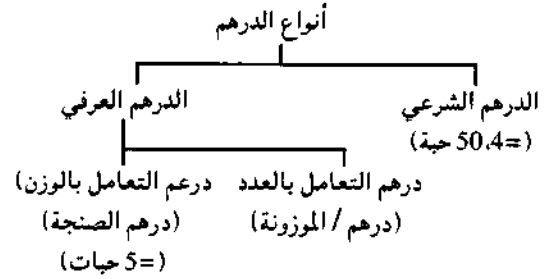 أنواع الدرهم
الدرهم الشرعي
(=50،4 حبة)
الدرهم العرفي
درهم التعامل بالعدد
(درهم / الموزونة)
درعم التعامل بالوزن)
(درهم الصنجة)
(=5 حبات)